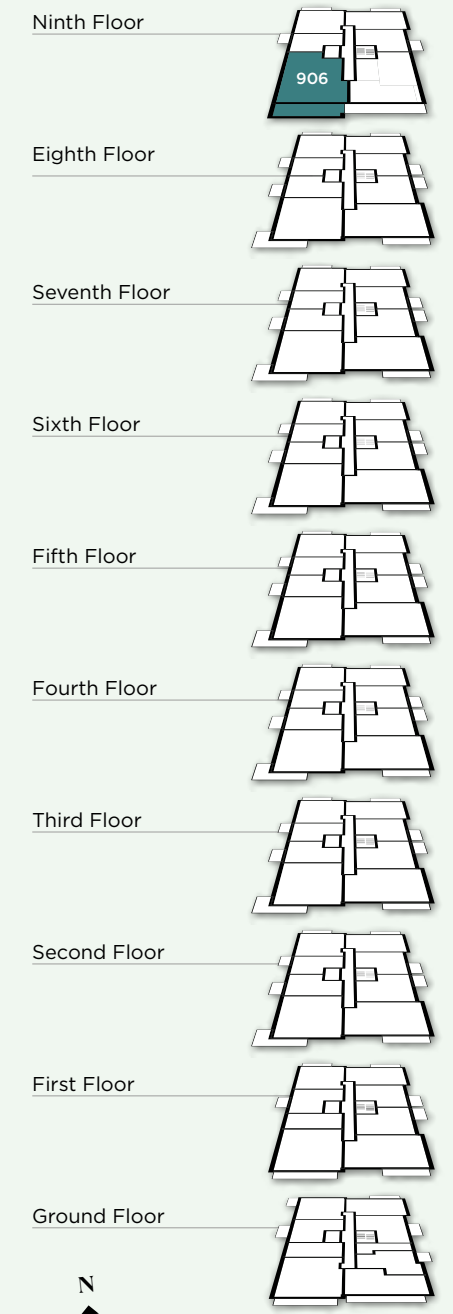 Ninth Floor
906
Eighth Floor
Seventh Floor
Sixth Floor
Fifth Floor
Fourth Floor
Third Floor
Second Floor
First Floor
Ground Floor
N